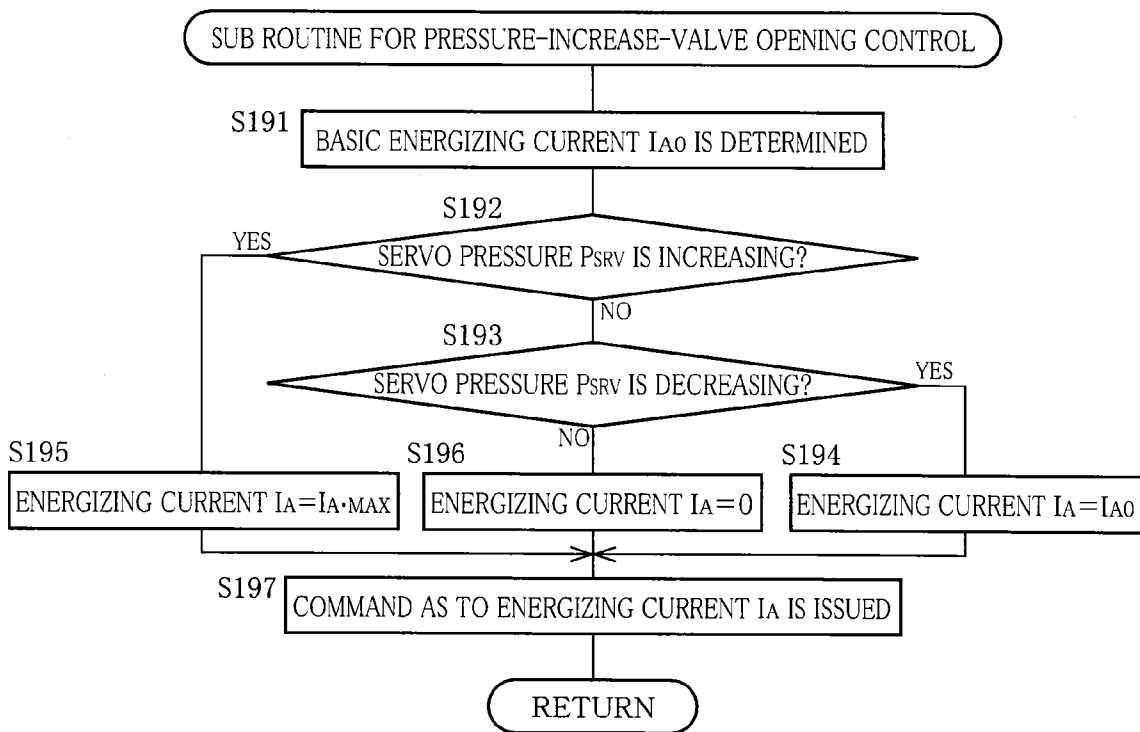 SUB ROUTINE FOR PRESSURE-INCREASE-VALVE OPENING CONTROL
S191
BASIC ENERGIZING CURRENT IA0 IS DETERMINED
S192
YES
SERVO PRESSURE PSRV IS INCREASING?
NO
S193
YES
SERVO PRESSURE PSRV IS DECREASING?
NO
S195
S196
S194
ENERGIZING CURRENT IA=IA·MAX
ENERGIZING CURRENT IA=0
ENERGIZING CURRENT IA=IA0
S197
COMMAND AS TO ENERGIZING CURRENT IA IS ISSUED
RETURN